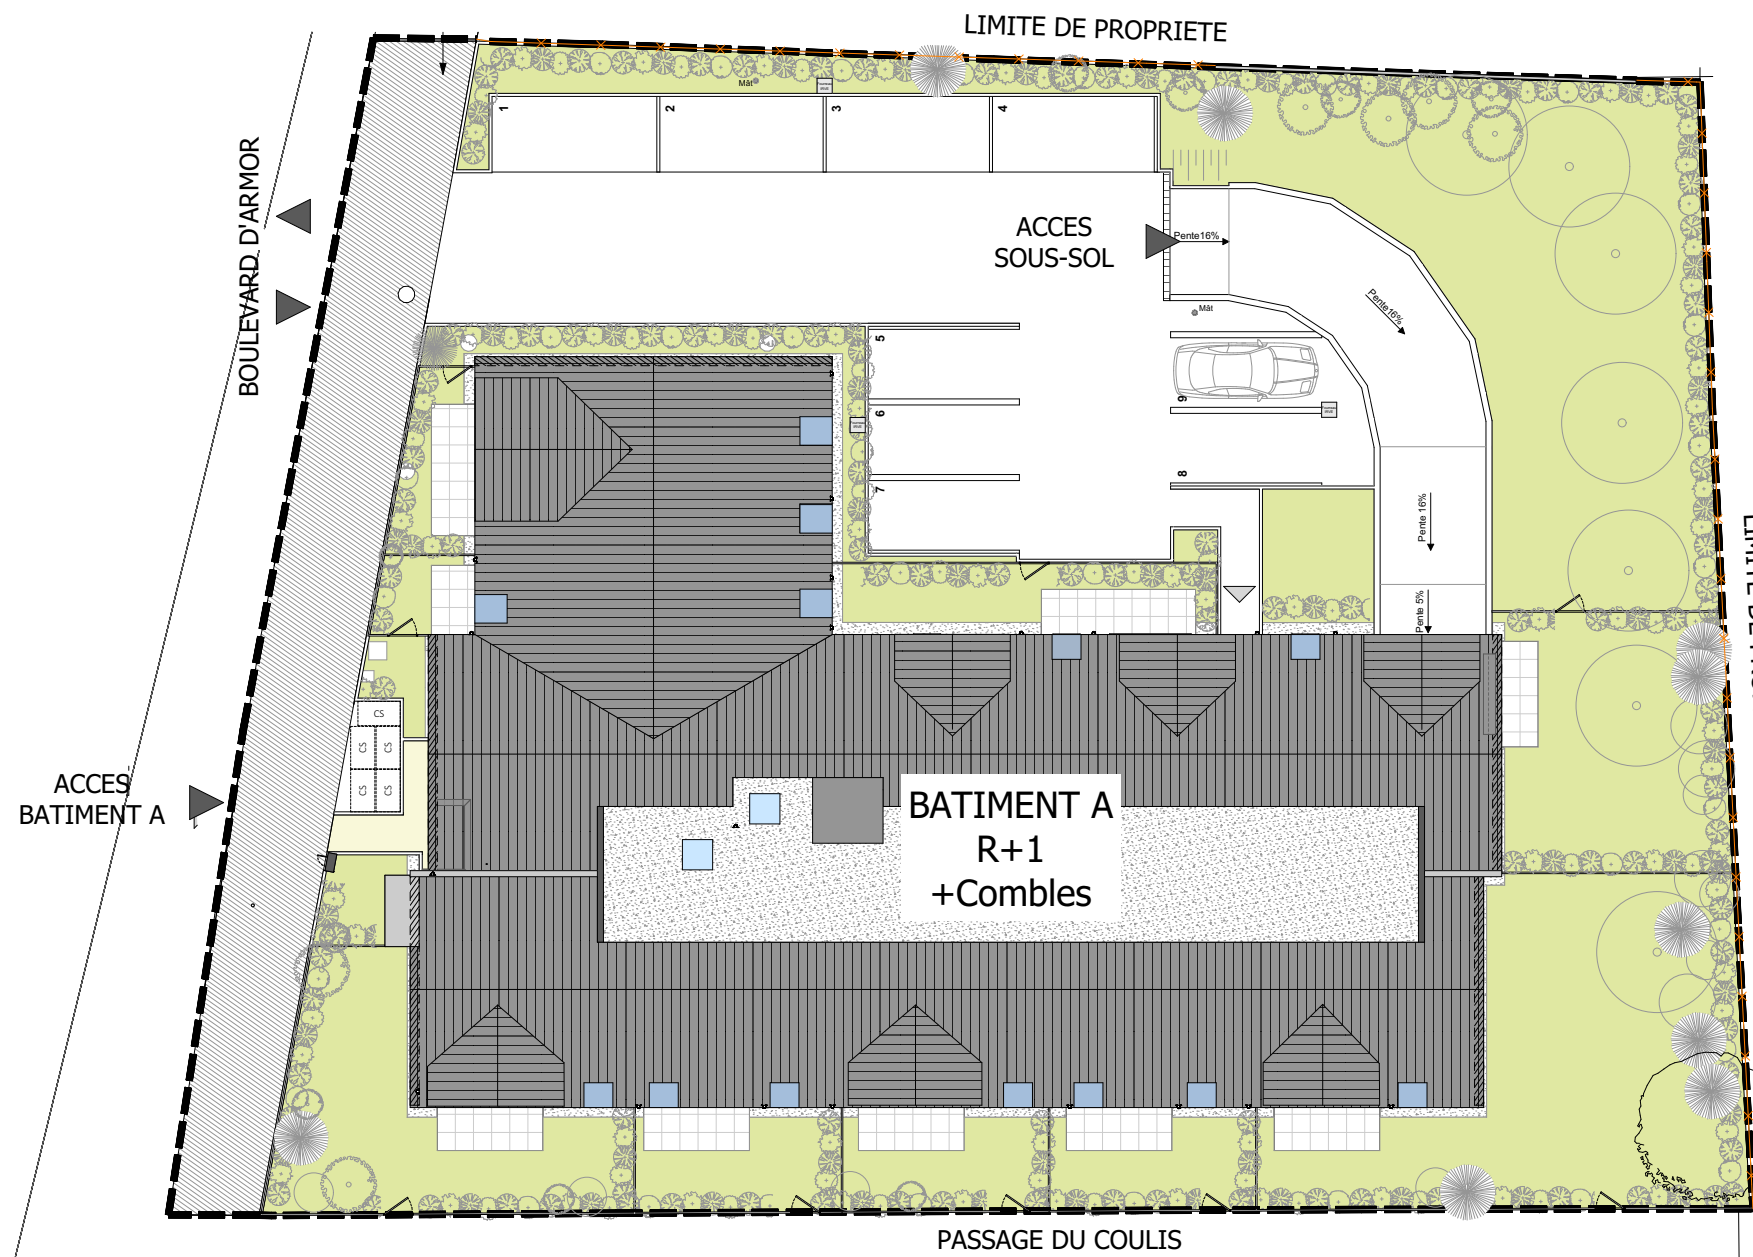 LIMITE DE PROPRIETE
Mât
1
2
3
4
BOULEVARD D'ARMOR
ACCES
SOUS-SOL
Pente16%
Mât
Pente16%
5
6
7
9
8
Pente 16%
Pente 5%
CS
CS
CS
CS
CS
ACCES
BATIMENT A
BATIMENT A
R+1
+Combles
PASSAGE DU COULIS